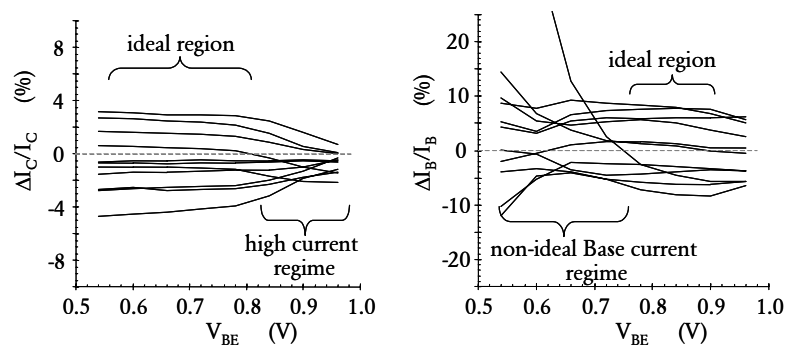 ideal region
8
4
0
-4
-8
(%)
ΔI_C/I_C
high current
regime
0.5 0.6 0.7 0.8 0.9 1.0
V_BE (V)
20
10
0
-10
-20
(%)
ΔI_B/I_B
ideal region
non-ideal Base current
regime
0.5 0.6 0.7 0.8 0.9 1.0
V_BE (V)